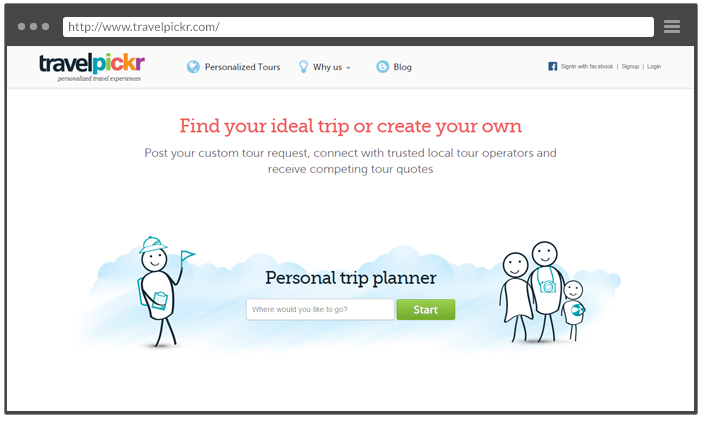 http://www.travelpickr.com/
travelpickr
personalized travel experiences
Personalized Tours
Why us
Blog
Signin with facebook | Signup | Login
Find your ideal trip or create your own
Post your custom tour request, connect with trusted local tour operators and
receive competing tour quotes
Personal trip planner
Where would you like to go?
Start